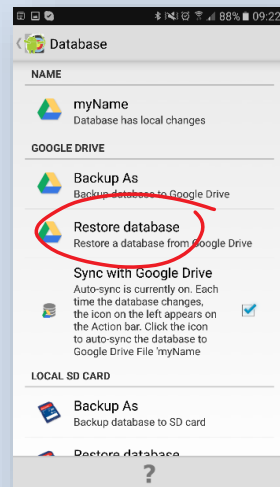 88% 09:22
Database
NAME
myName
Database has local changes
GOOGLE DRIVE
Backup As
Backup database to Google Drive
Restore database
Restore a database from Google Drive
Sync with Google Drive
Auto-sync is currently on. Each
time the database changes,
the icon on the left appears on
the Action bar. Click the icon
to auto-sync the database to
Google Drive File 'myName
LOCAL SD CARD
Backup As
Backup database to SD card
Restore database
?